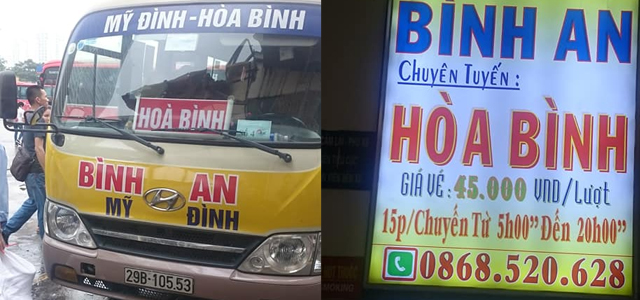 MỸ ĐÌNH-HÒA BÌNH
HOÀ BÌNH
BÌNH AN
MỸ ĐÌNH
29B-105.53
BÌNH AN
Chuyên Tuyến :
HÒA BÌNH
GIÁ VÉ : 45.000 VND/Lượt
15p/Chuyến Từ 5h00" Đến 20h00"
0868.520.628